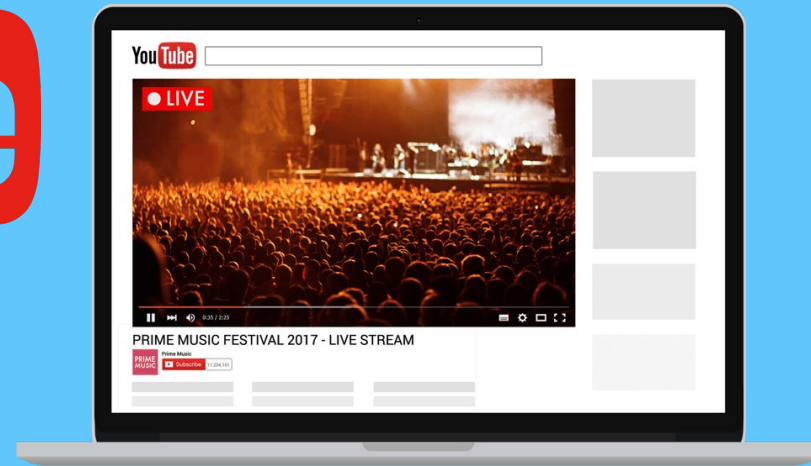 YouTube
LIVE
0:35 / 2:25
PRIME MUSIC FESTIVAL 2017 - LIVE STREAM
PRIME
MUSIC
Prime Music
Subscribe